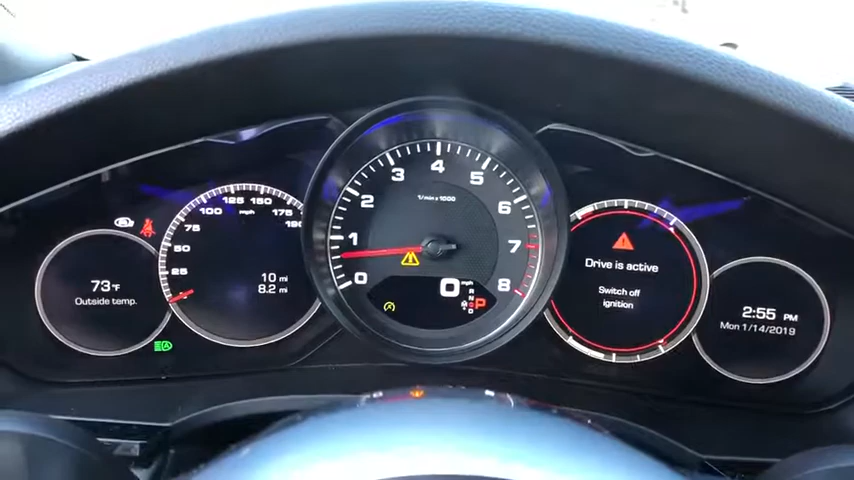 73°F
Outside temp.
25
50
75
100
125
150
175
190
mph
10 mi
8.2 mi
0
1
2
3
4
5
6
7
8
1/min x 1000
0 mph
P
R
N
D
Drive is active
Switch off
ignition
2:55 PM
Mon 1/14/2019